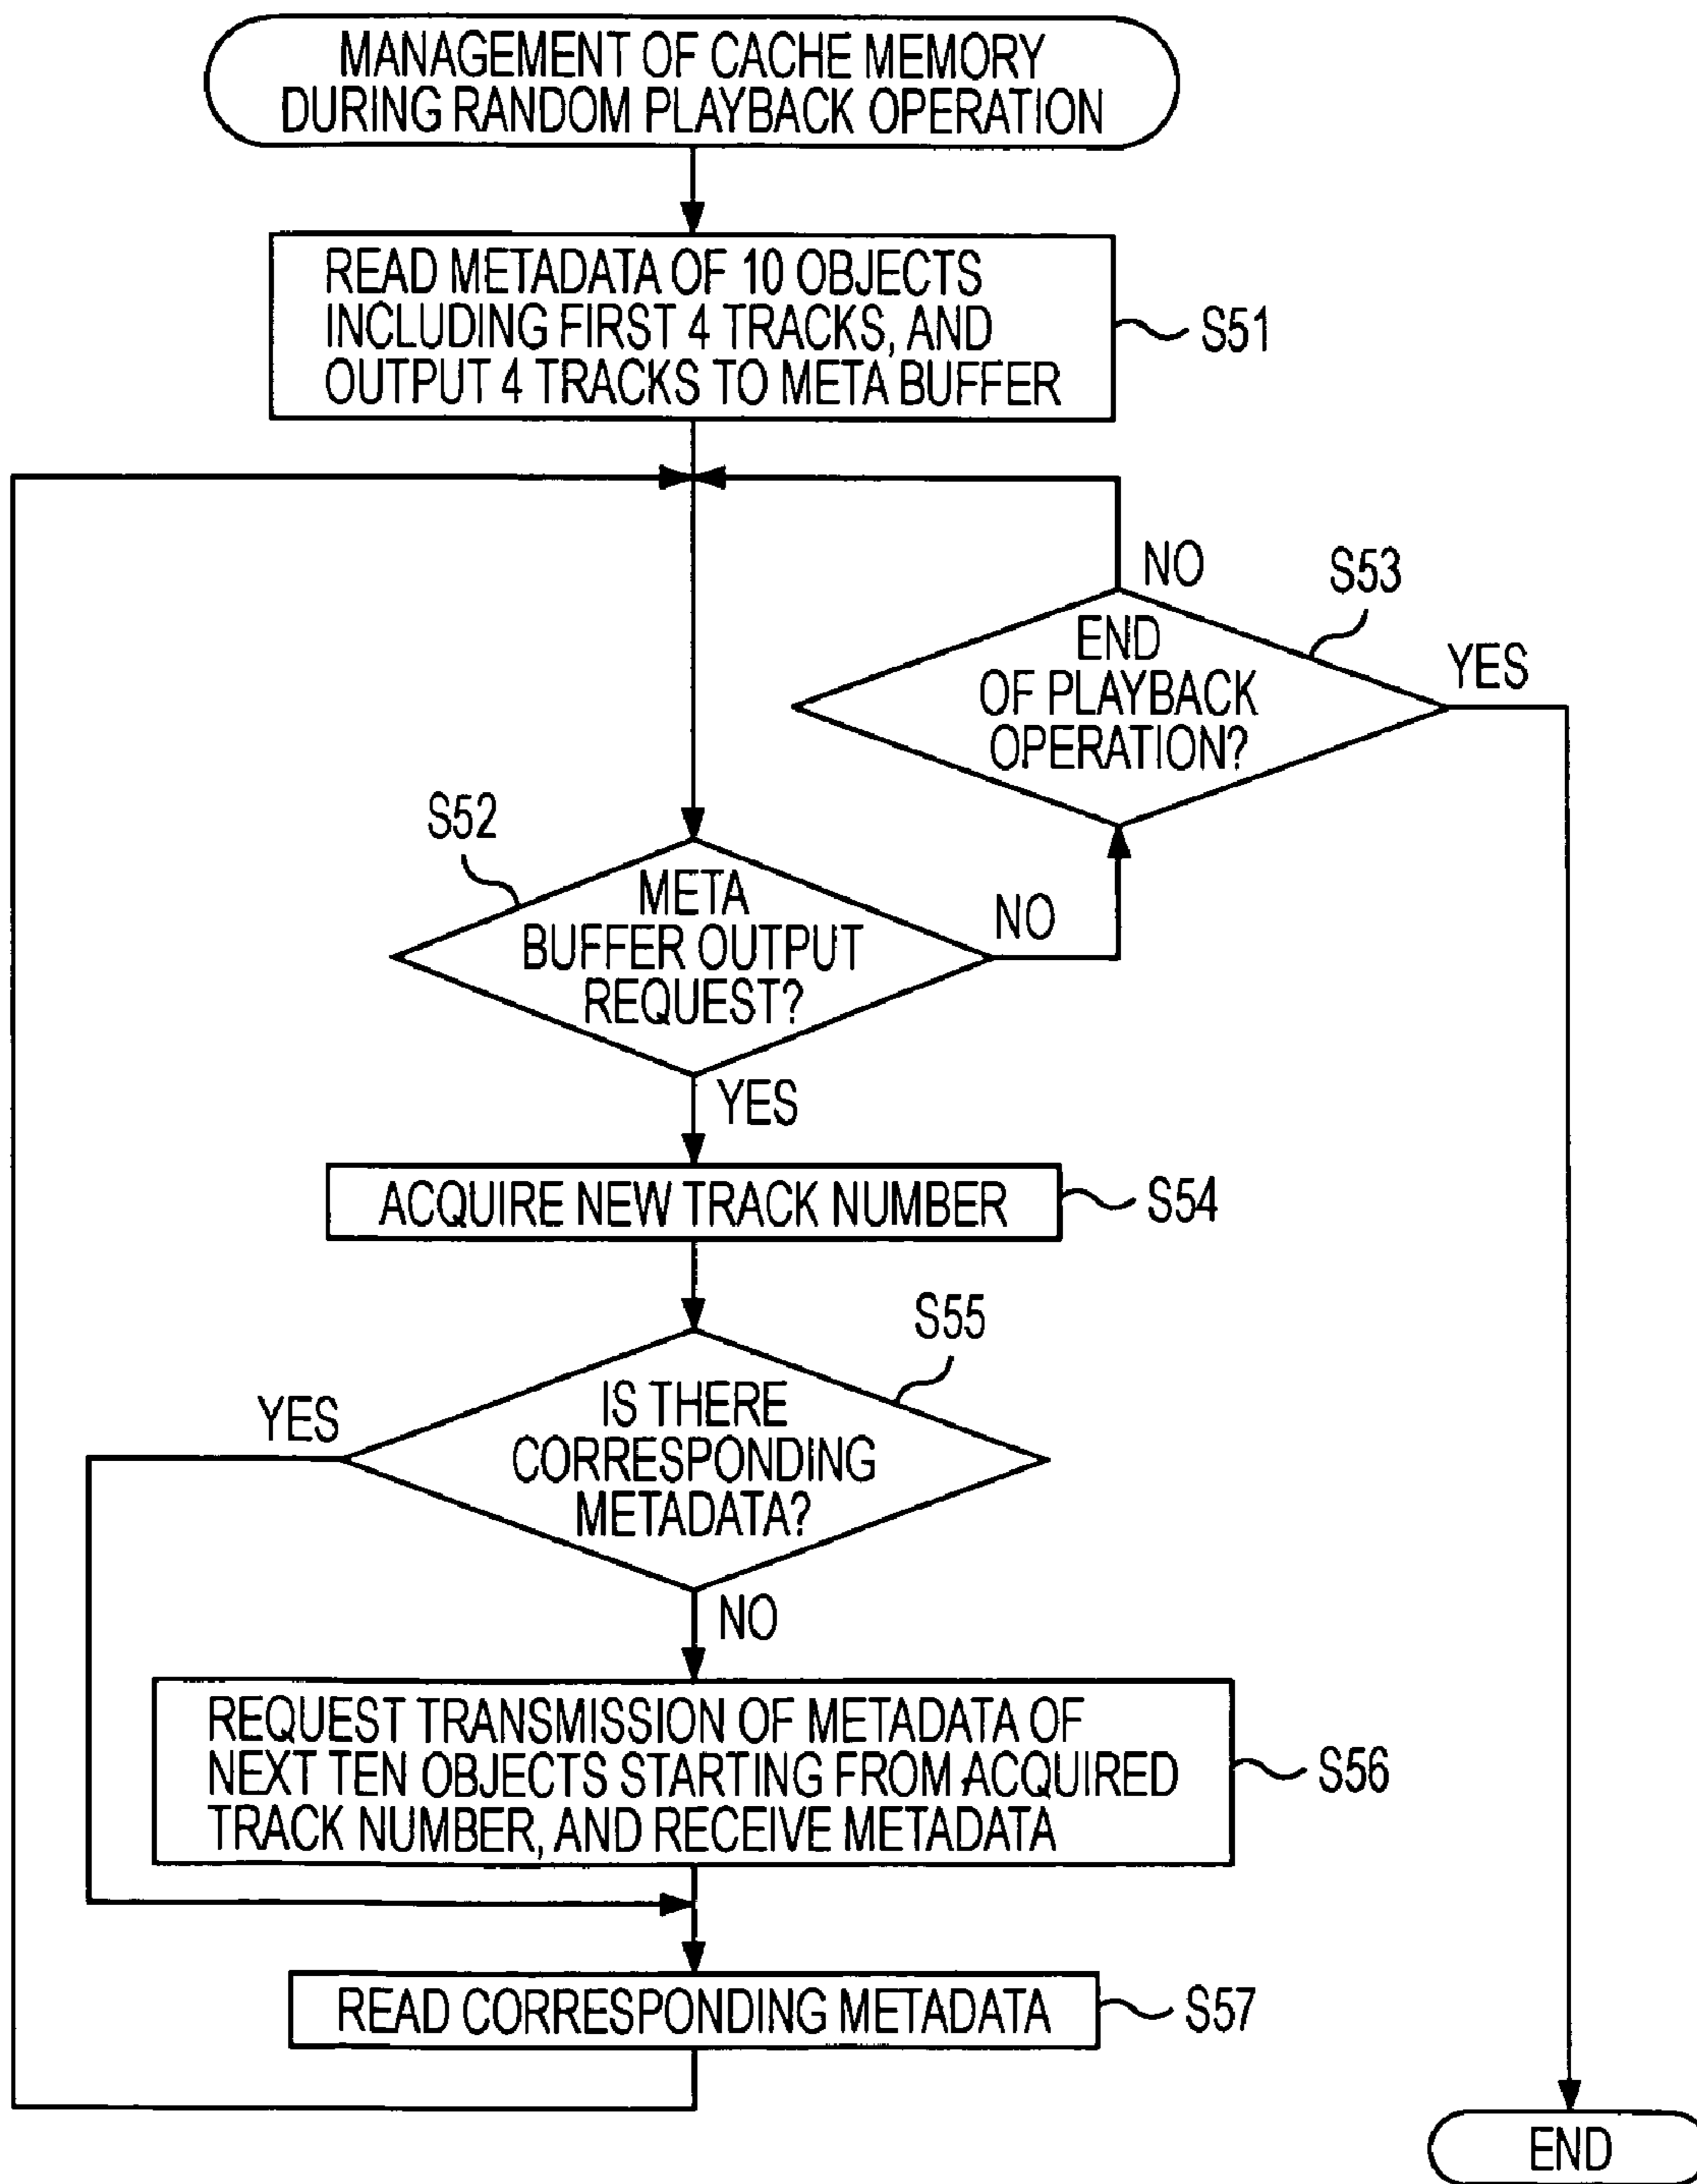 MANAGEMENT OF CACHE MEMORY
DURING RANDOM PLAYBACK OPERATION
READ METADATA OF 10 OBJECTS
INCLUDING FIRST 4 TRACKS, AND
OUTPUT 4 TRACKS TO META BUFFER
S51
NO
S53
END
OF PLAYBACK
OPERATION?
YES
S52
META
BUFFER OUTPUT
REQUEST?
NO
YES
ACQUIRE NEW TRACK NUMBER
S54
S55
YES
IS THERE
CORRESPONDING
METADATA?
NO
REQUEST TRANSMISSION OF METADATA OF
NEXT TEN OBJECTS STARTING FROM ACQUIRED
TRACK NUMBER, AND RECEIVE METADATA
S56
READ CORRESPONDING METADATA
S57
END